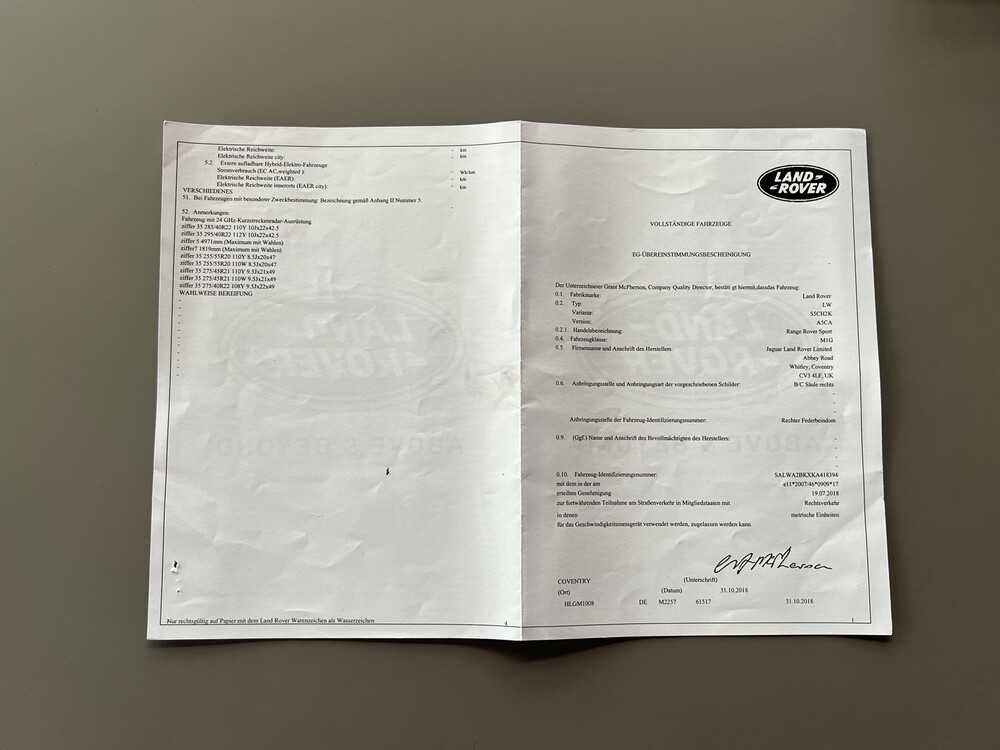 Elektrische Reichweite: - km
Elektrische Reichweite city: - km
5.2. Extern aufladbare Hybrid-Elektro-Fahrzeuge
Stromverbrauch (EC AC,weighted ): - Wh/km
Elektrische Reichweite (EAER): - km
Elektrische Reichweite innerorts (EAER city): - km
VERSCHIEDENES
51. Bei Fahrzeugen mit besonderer Zweckbestimmung: Bezeichnung gemäß Anhang II Nummer 5:
52. Anmerkungen:
Fahrzeug mit 24 GHz-Kurzstreckenradar-Ausrüstung
ziffer 35 285/40R22 110Y 10Jx22x42.5
ziffer 35 295/40R22 112Y 10Jx22x42.5
ziffer 5 4971mm (Maximum mit Wahlen)
ziffer7 1819mm (Maximum mit Wahlen)
ziffer 35 255/55R20 110Y 8.5Jx20x47
ziffer 35 255/55R20 110W 8.5Jx20x47
ziffer 35 275/45R21 110Y 9.5Jx21x49
ziffer 35 275/45R21 110W 9.5Jx21x49
ziffer 35 275/40R22 108Y 9.5Jx22x49
WAHLWEISE BEREIFUNG
-
-
-
-
-
-
-
-
-
-
-
Nur rechtsgültig auf Papier mit dem Land Rover Warenzeichen als Wasserzeichen
4
LAND-
-ROVER
VOLLSTÄNDIGE FAHRZEUGE
EG-ÜBEREINSTIMMUNGSBESCHEINIGUNG
Der Unterzeichnerer Grant McPherson, Company Quality Director, bestäti gt hiermit,dassdas Fahrzeug:
0.1. Fabrikmarke: Land Rover
0.2. Typ: LW
Variante: S5CH2K
Version: A5CA
0.2.1. Handelsbezeichnung: Range Rover Sport
0.4. Fahrzeugklasse: M1G
0.5. Firmenname und Anschrift des Herstellers: Jaguar Land Rover Limited
Abbey Road
Whitley, Coventry
CV3 4LF, UK
0.6. Anbringungsstelle und Anbringungsart der vorgeschriebenen Schilder: B/C Säule rechts
-
-
-
Anbringungsstelle der Fahrzeug-Identifizierungsnummer: Rechter Federbeindom
0.9. (Ggf.) Name und Anschrift des Bevollmächtigten des Herstellers: -
-
-
-
0.10. Fahrzeug-Identifizierungsnummer: SALWA2BKXKA418394
mit dem in der am e11*2007/46*0909*17
erteilten Genehmigung 19.07.2018
zur fortwährenden Teilnahme am Straßenverkehr in Mitgliedstaaten mit Rechtsverkehr
in denen metrische Einheiten
für das Geschwindigkeitsmessgerät verwendet werden, zugelassen werden kann.
COVENTRY (Unterschrift)
(Ort) (Datum) 31.10.2018
HLGM1008 DE M2257 61517 31.10.2018
1